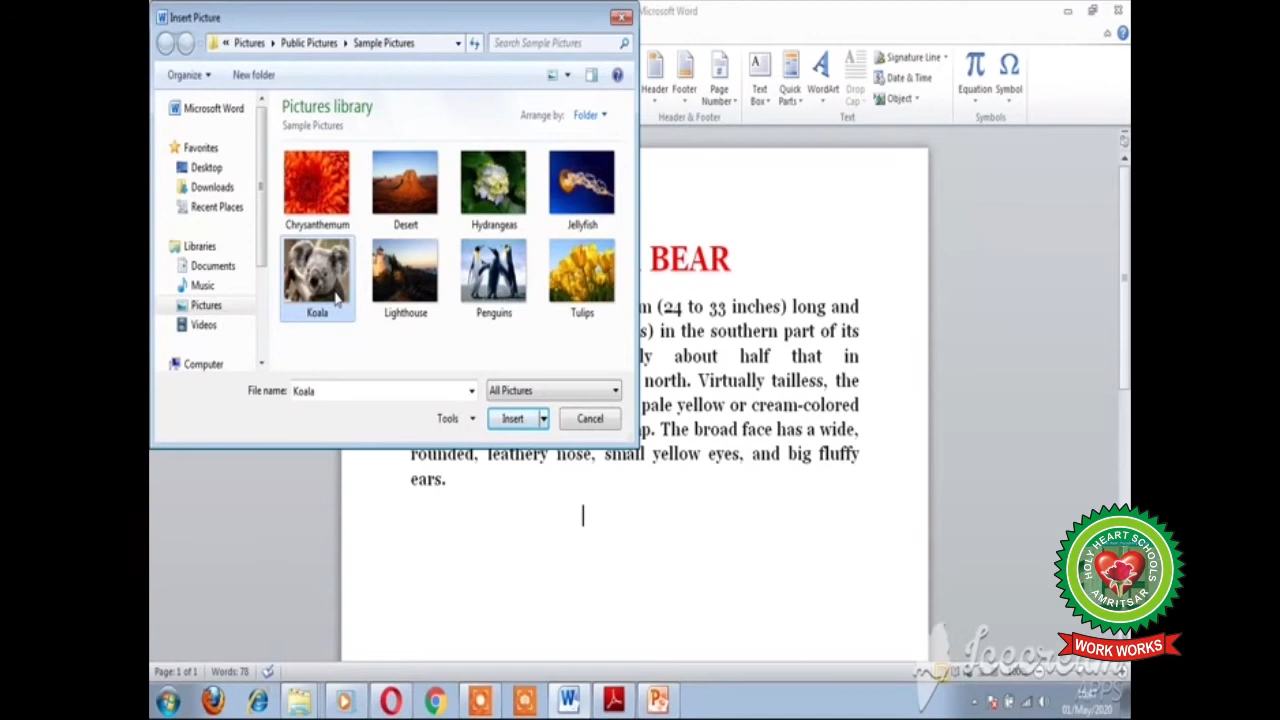 Insert Picture
Microsoft Word
« Pictures Public Pictures Sample Pictures
Search Sample Pictures
Organize
New folder
Microsoft Word
Favorites
Desktop
Downloads
Recent Places
Libraries
Documents
Music
Pictures
Videos
Computer
Pictures library
Sample Pictures
Arrange by: Folder
Chrysanthemum
Desert
Hydrangeas
Jellyfish
Koala
Lighthouse
Penguins
Tulips
File name: Koala
All Pictures
Tools
Insert
Cancel
Header
Footer
Page Number
Header & Footer
Text Box
Quick Parts
WordArt
Drop Cap
Signature Line
Date & Time
Object
Text
Equation
Symbol
Symbols
BEAR
(24 to 33 inches) long and
in the southern part of its
about half that in
north. Virtually tailless, the
pale yellow or cream-colored
The broad face has a wide,
rounded, leathery nose, small yellow eyes, and big fluffy
ears.
HOLY HEART SCHOOLS
AMRITSAR
WORK WORKS
Icecream
APPS
Page: 1 of 1
Words: 78
01/May/2020